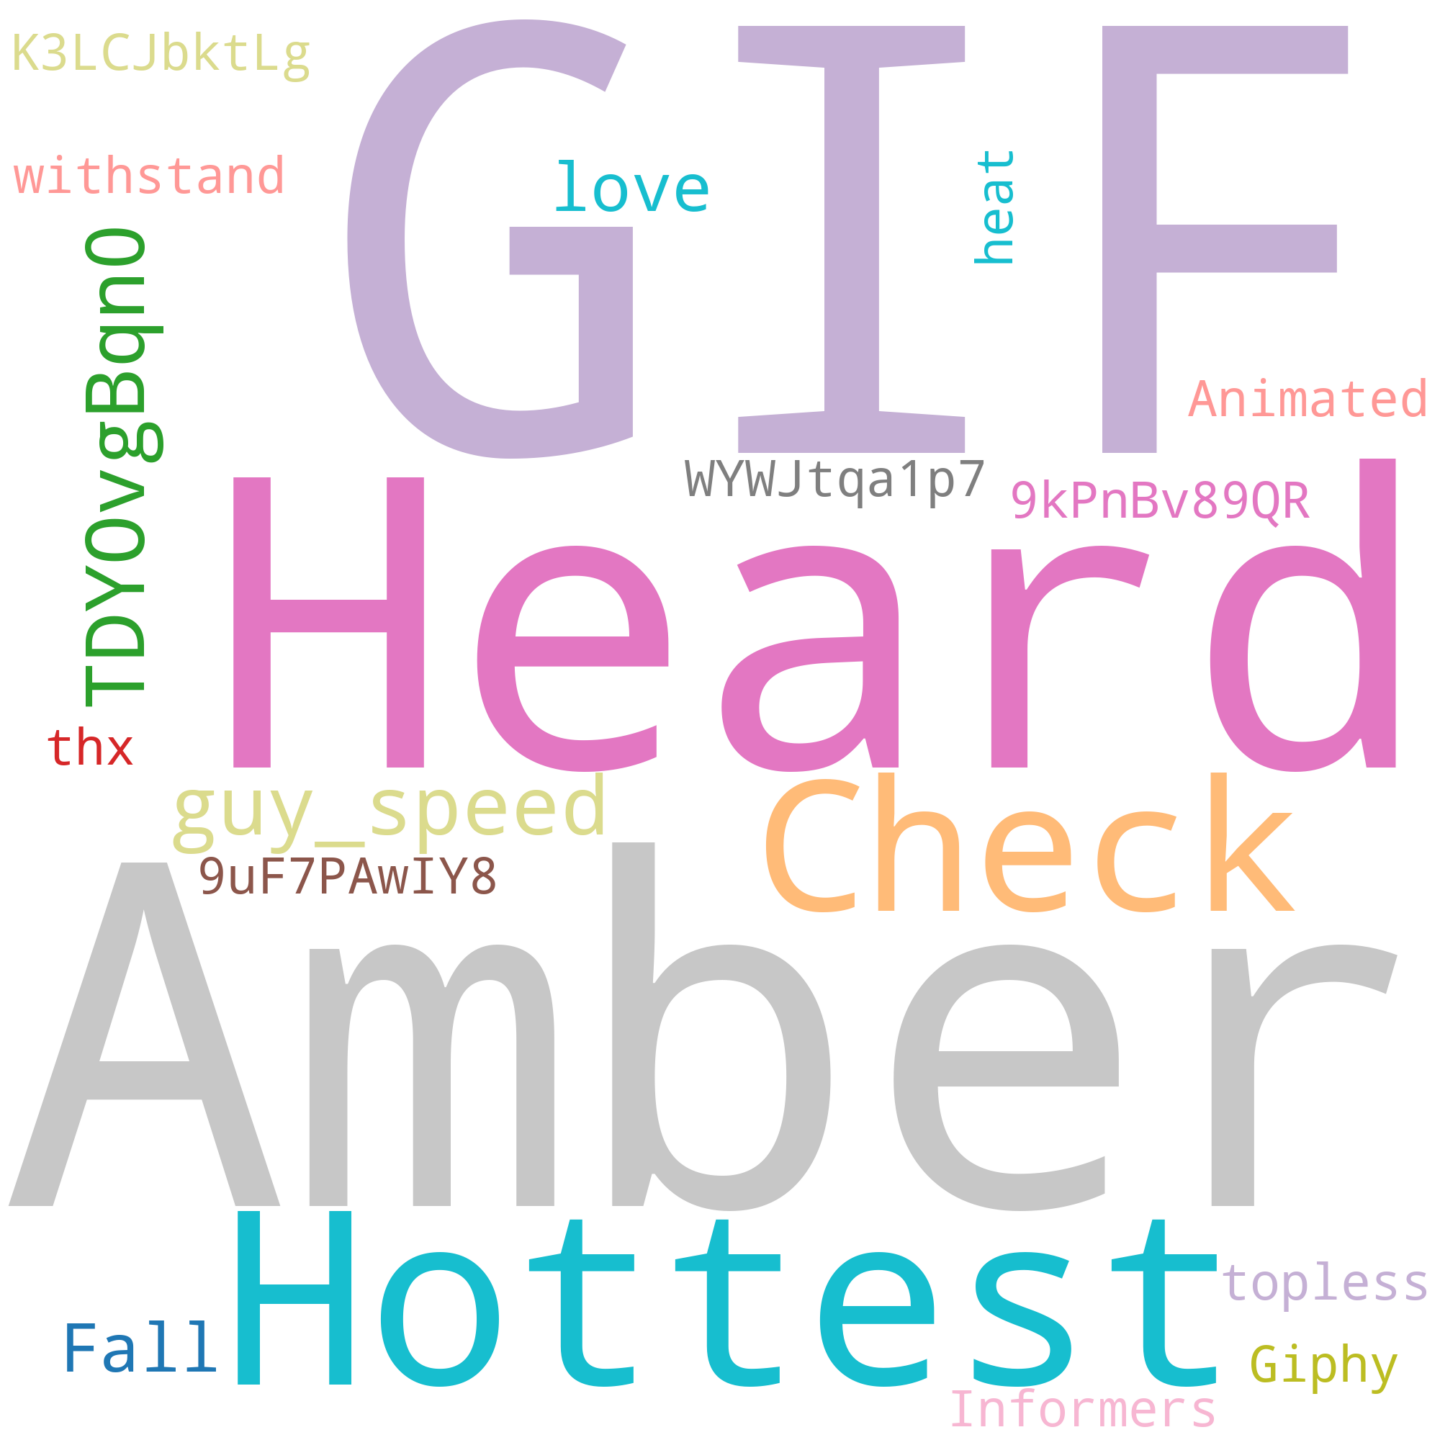 K3LCJbktLg
GIF
withstand
love
heat
TDYOvgBqn0
Animated
WYWJtqa1p7
9kPnBv89QR
Heard
thx
guy_speed
Check
9uF7PAwIY8
Amber
Hottest
topless
Fall
Giphy
Informers